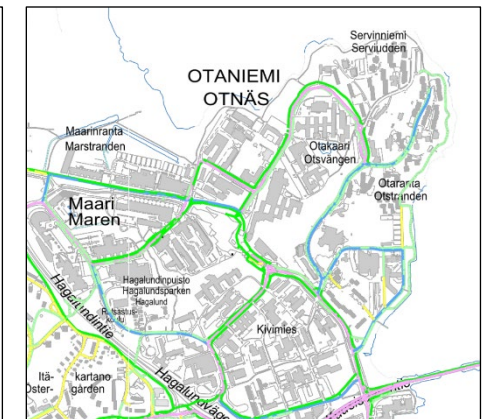 Servinniemi
Serviudden
OTANIEMI
OTNÄS
Maarinranta
Marstranden
Otakaari
Otsvängen
Otaranta
Otstranden
Maari
Maren
Hagalundinpuisto
Hagalundsparken
Hagalund
Hagalundintie
Kivimies
Itä-
kartano
Öster-
gården